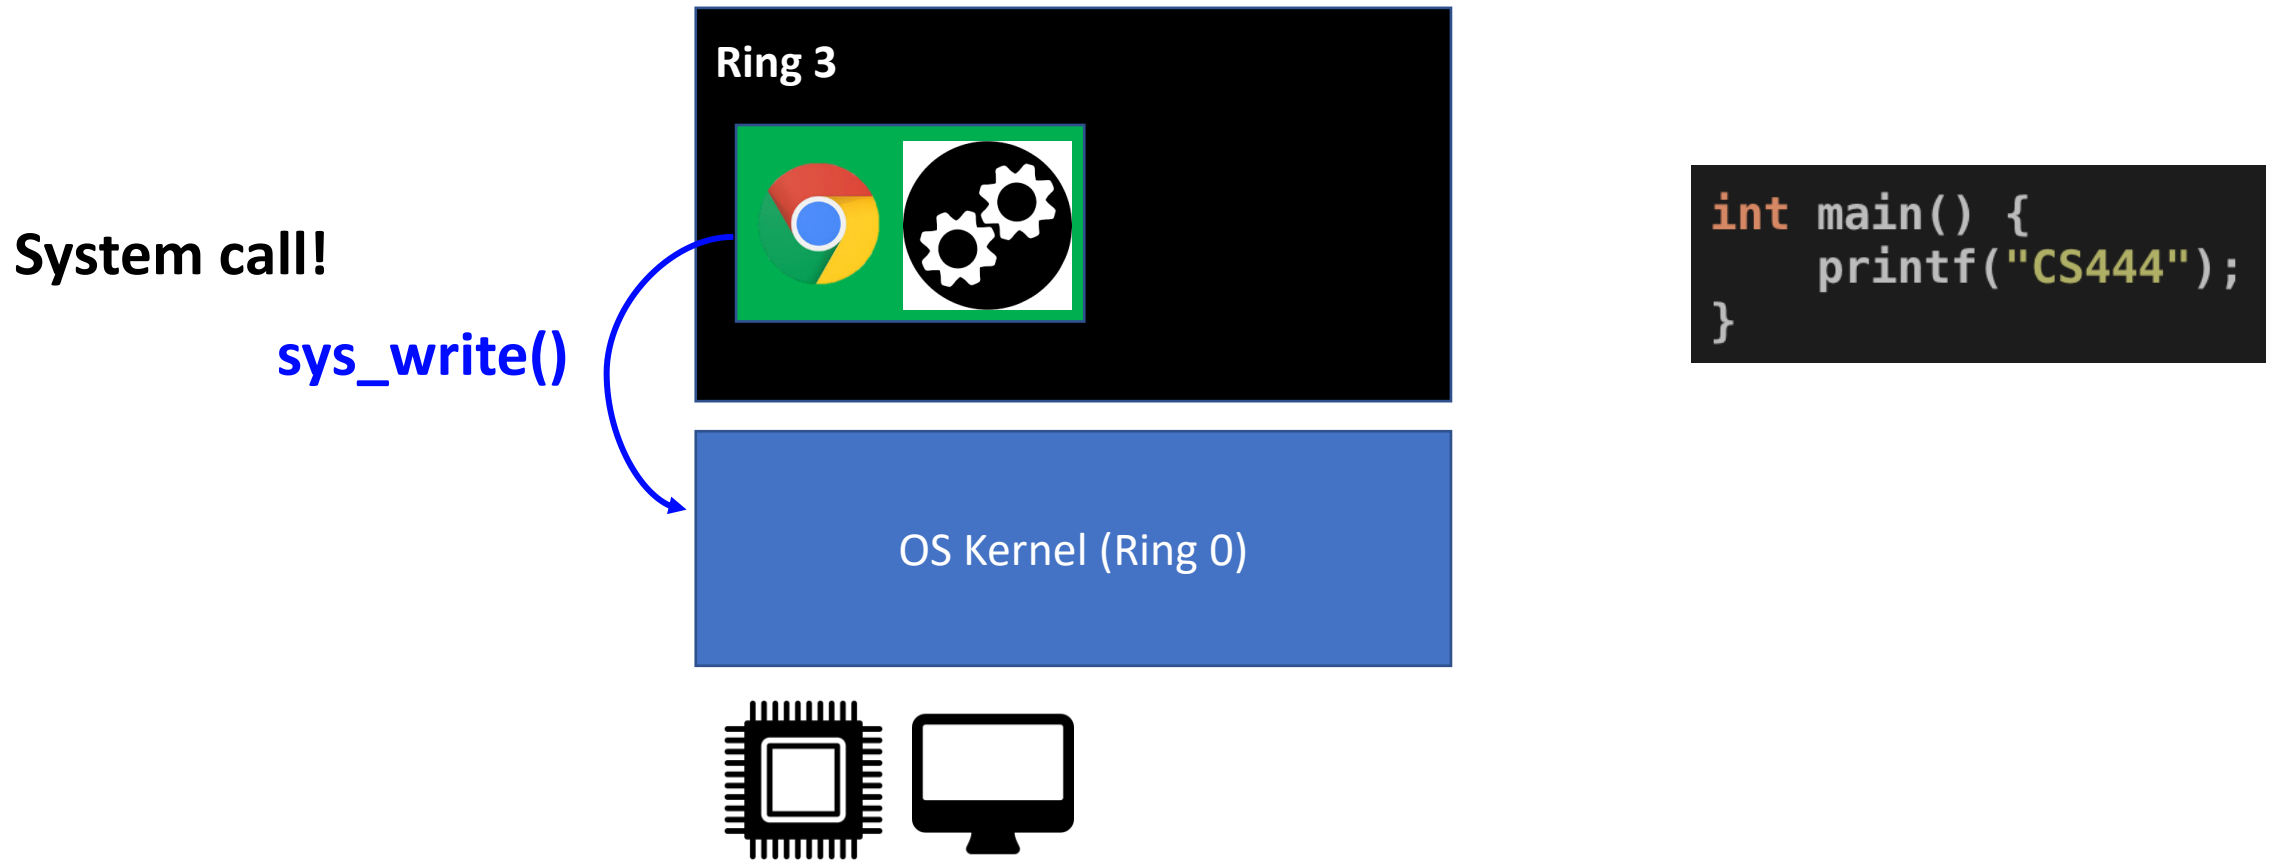 Ring 3
System call!
sys_write()
OS Kernel (Ring 0)
int main() {
    printf("CS444");
}